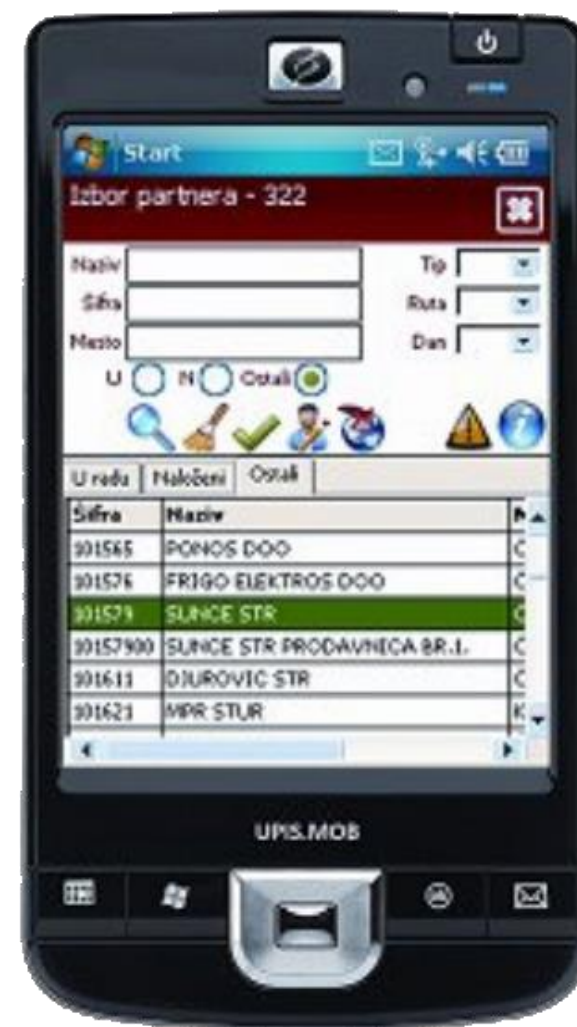 Start
Izbor partnera - 322
Naziv Tip
Šifra Ruta
Mesto Dan
U N Ostali
U radu Naloženi Ostali
Šifra Naziv
101565 PONOS DOO C
101576 FRIGO ELEKTROS DOO C
101579 SUNCE STR C
10157900 SUNCE STR PRODAVNICA BR.1. C
101611 DJUROVIC STR C
101621 MPR STUR K
UPIS.MOB